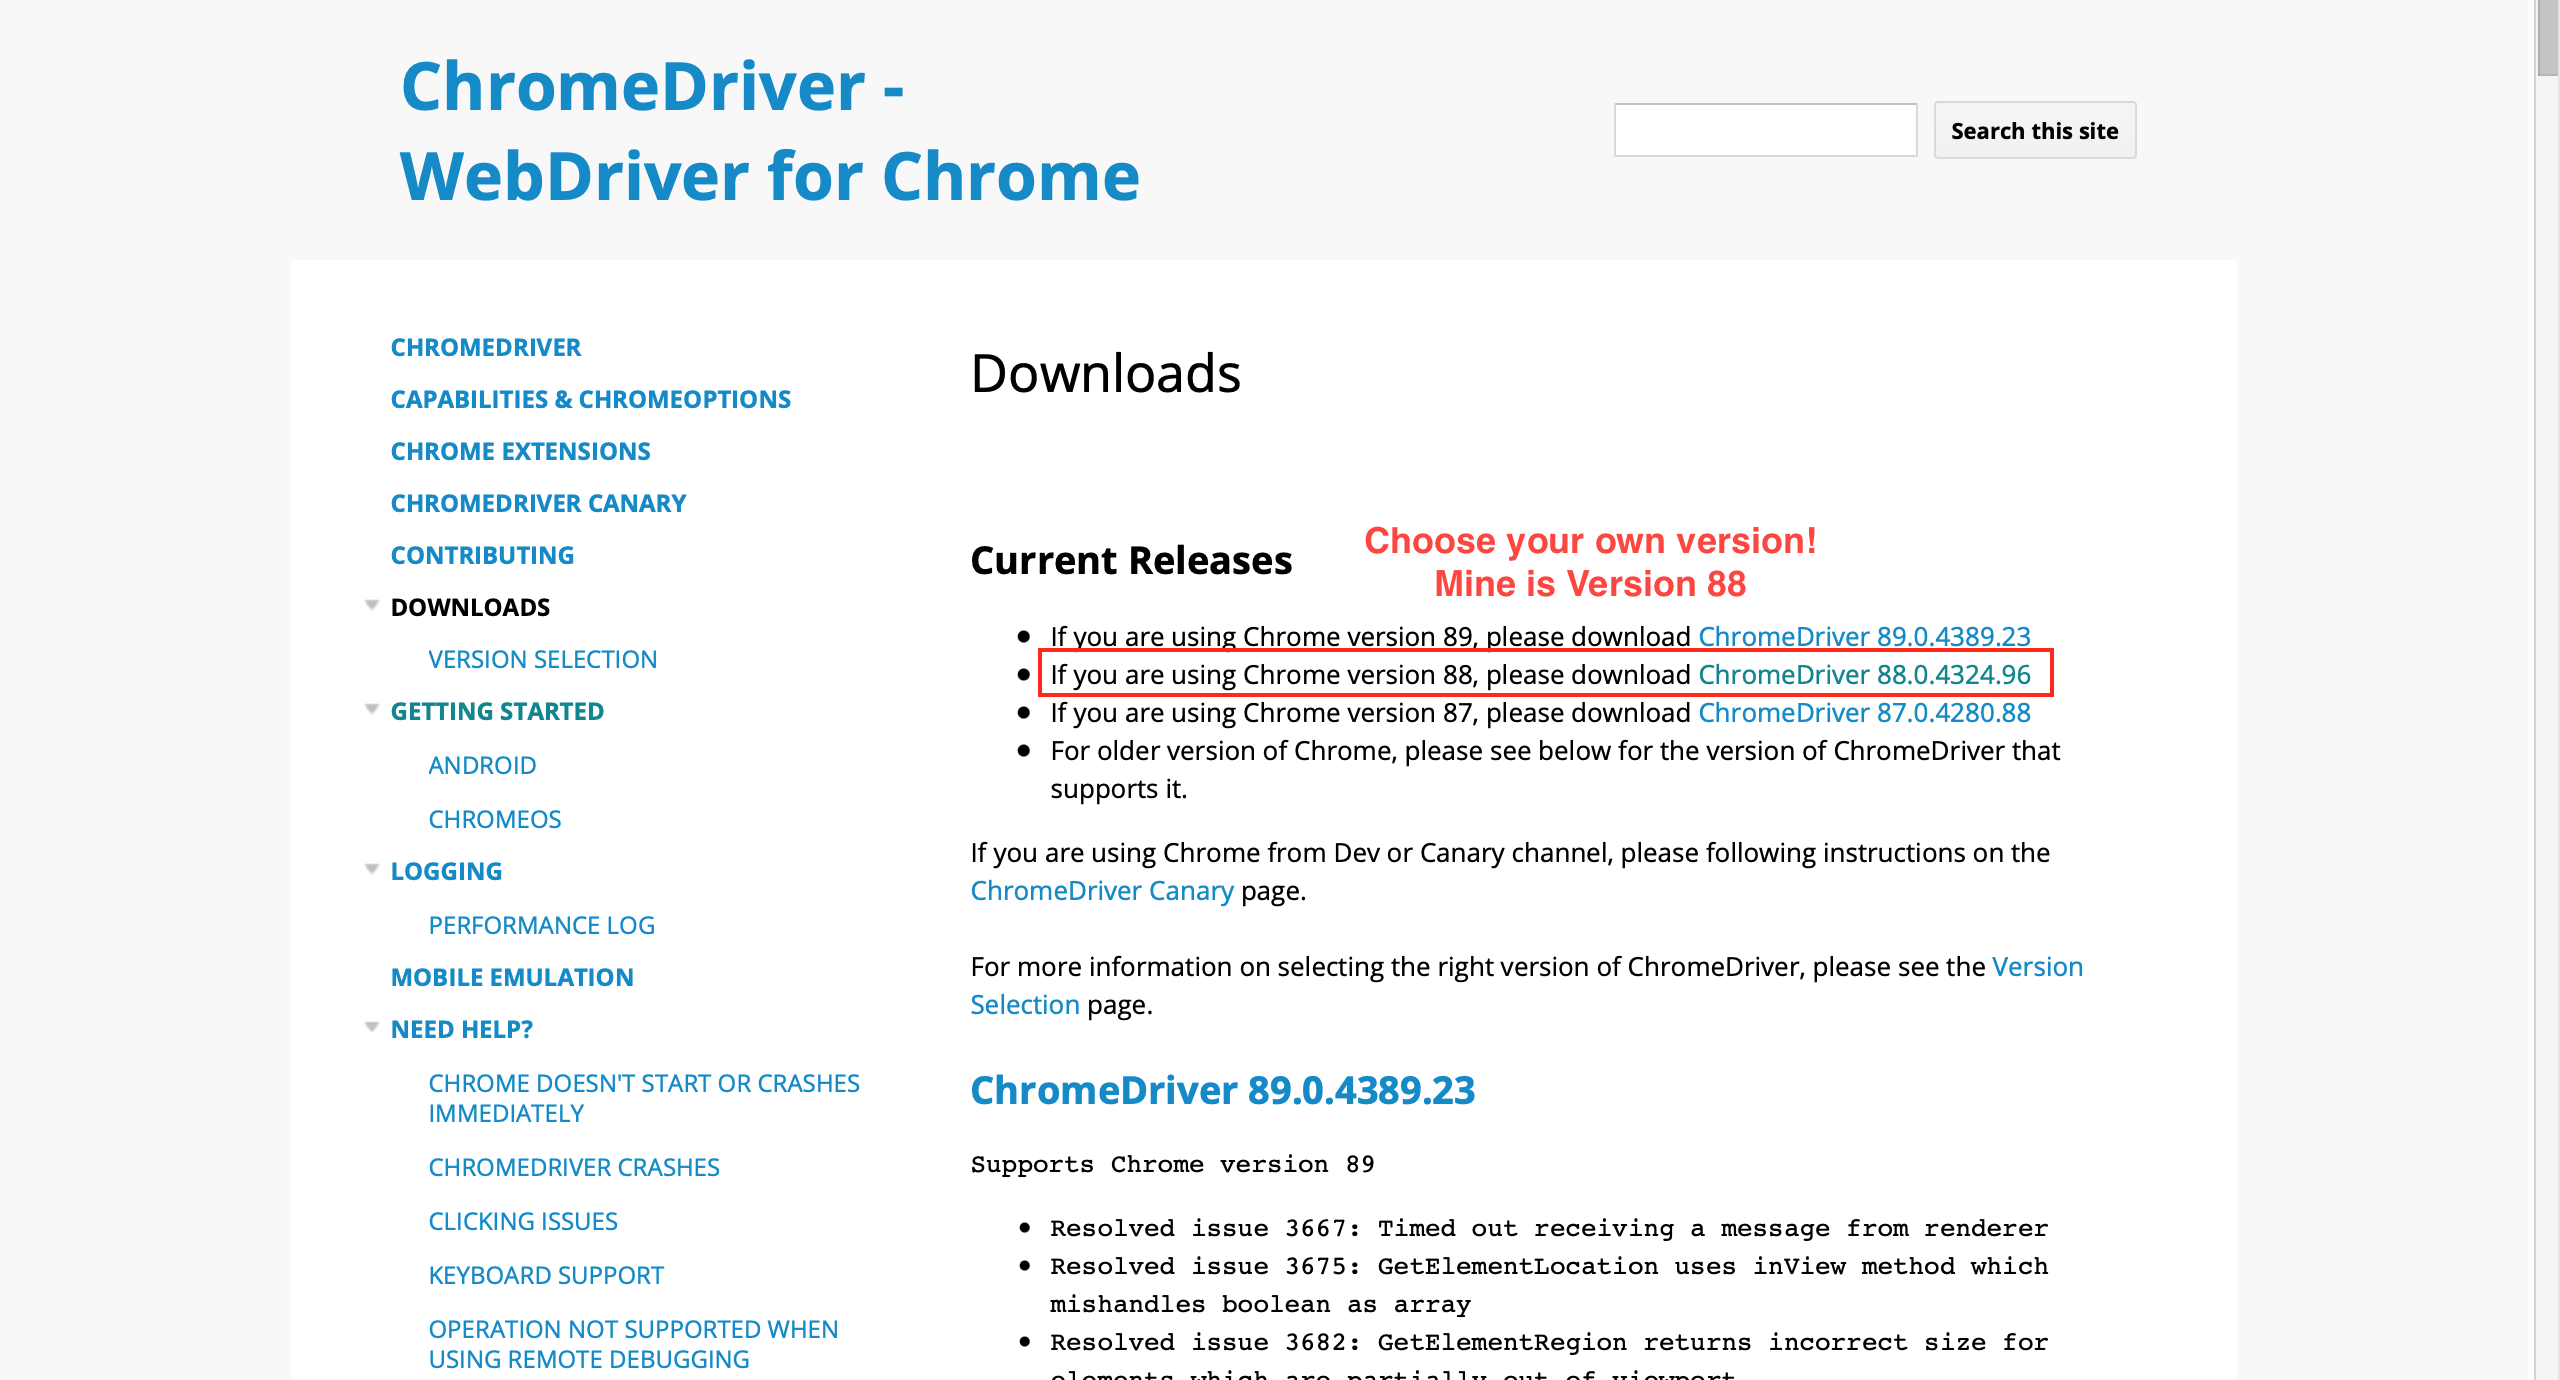 ChromeDriver -
WebDriver for Chrome
Search this site
CHROMEDRIVER
CAPABILITIES & CHROMEOPTIONS
CHROME EXTENSIONS
CHROMEDRIVER CANARY
CONTRIBUTING
DOWNLOADS
VERSION SELECTION
GETTING STARTED
ANDROID
CHROMEOS
LOGGING
PERFORMANCE LOG
MOBILE EMULATION
NEED HELP?
CHROME DOESN'T START OR CRASHES
IMMEDIATELY
CHROMEDRIVER CRASHES
CLICKING ISSUES
KEYBOARD SUPPORT
OPERATION NOT SUPPORTED WHEN
USING REMOTE DEBUGGING
Downloads
Current Releases
Choose your own version!
Mine is Version 88
If you are using Chrome version 89, please download ChromeDriver 89.0.4389.23
If you are using Chrome version 88, please download ChromeDriver 88.0.4324.96
If you are using Chrome version 87, please download ChromeDriver 87.0.4280.88
For older version of Chrome, please see below for the version of ChromeDriver that
supports it.
If you are using Chrome from Dev or Canary channel, please following instructions on the
ChromeDriver Canary page.
For more information on selecting the right version of ChromeDriver, please see the Version
Selection page.
ChromeDriver 89.0.4389.23
Supports Chrome version 89
Resolved issue 3667: Timed out receiving a message from renderer
Resolved issue 3675: GetElementLocation uses inView method which
mishandles boolean as array
Resolved issue 3682: GetElementRegion returns incorrect size for
elements which are partially out of viewport